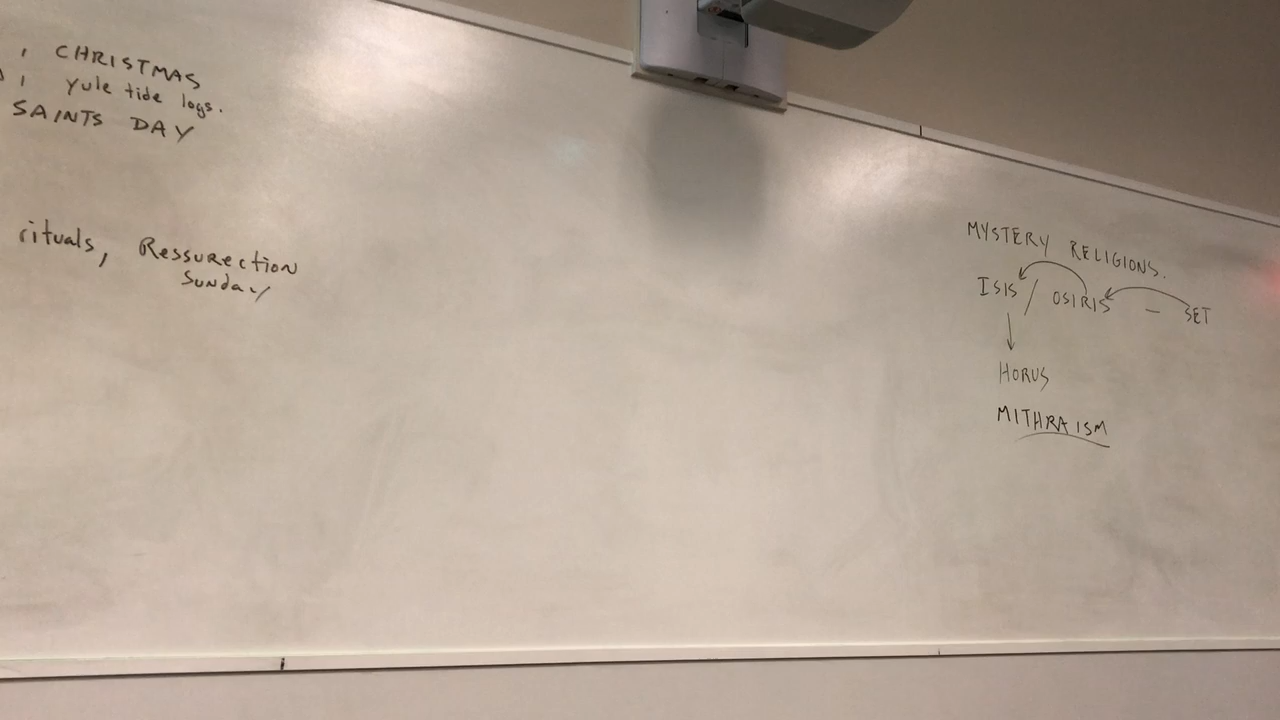 , CHRISTMAS
, yule tide logs.
SAINTS DAY
rituals, Ressurection
Sunday
MYSTERY RELIGIONS.
ISIS / OSIRIS — SET
HORUS
MITHRAISM